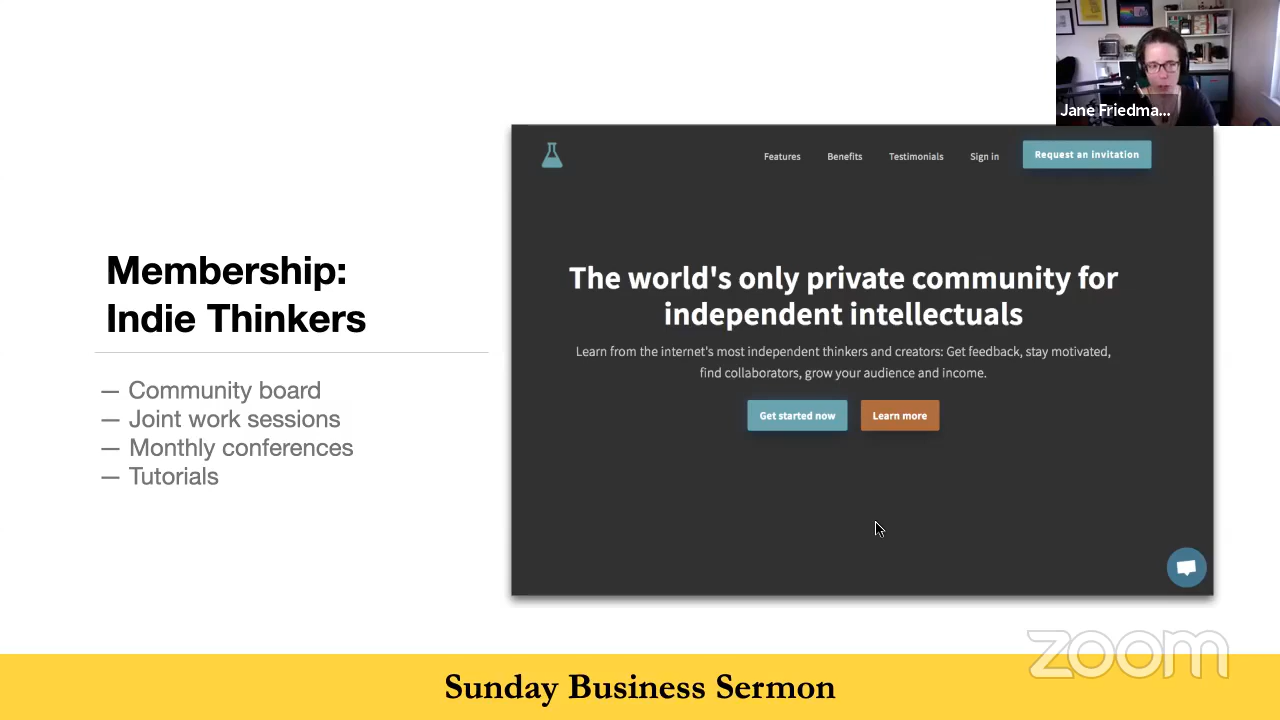 Jane Friedma...
Features
Benefits
Testimonials
Sign in
Request an invitation
Membership:
Indie Thinkers
— Community board
— Joint work sessions
— Monthly conferences
— Tutorials
The world's only private community for
independent intellectuals
Learn from the internet's most independent thinkers and creators: Get feedback, stay motivated,
find collaborators, grow your audience and income.
Get started now
Learn more
zoom
Sunday Business Sermon